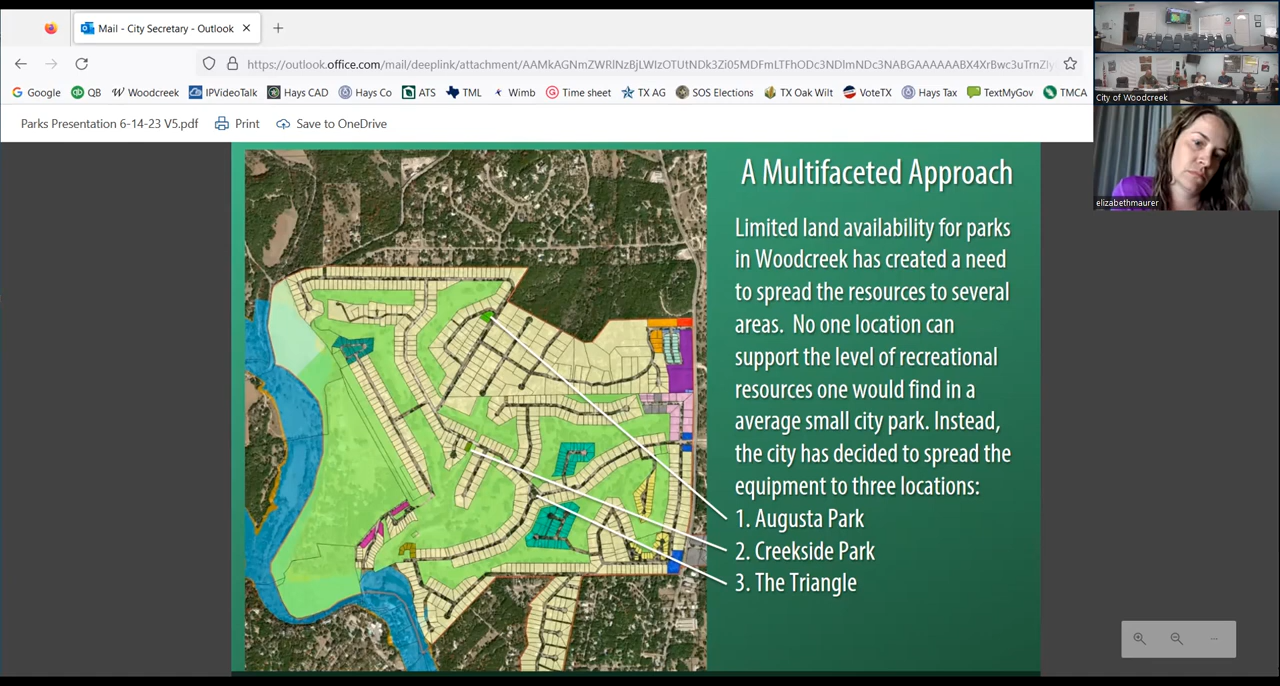 Mail - City Secretary - Outlook
https://outlook.office.com/mail/deeplink/attachment/
Google QB Woodcreek IPVideoTalk Hays CAD Hays Co ATS TML Wimb Time sheet TX AG SOS Elections TX Oak Wilt VoteTX Hays Tax TextMyGov TMCA
Parks Presentation 6-14-23 V5.pdf Print Save to OneDrive
City of Woodcreek
elizabethmaurer
A Multifaceted Approach
Limited land availability for parks
in Woodcreek has created a need
to spread the resources to several
areas. No one location can
support the level of recreational
resources one would find in a
average small city park. Instead,
the city has decided to spread the
equipment to three locations:
1. Augusta Park
2. Creekside Park
3. The Triangle